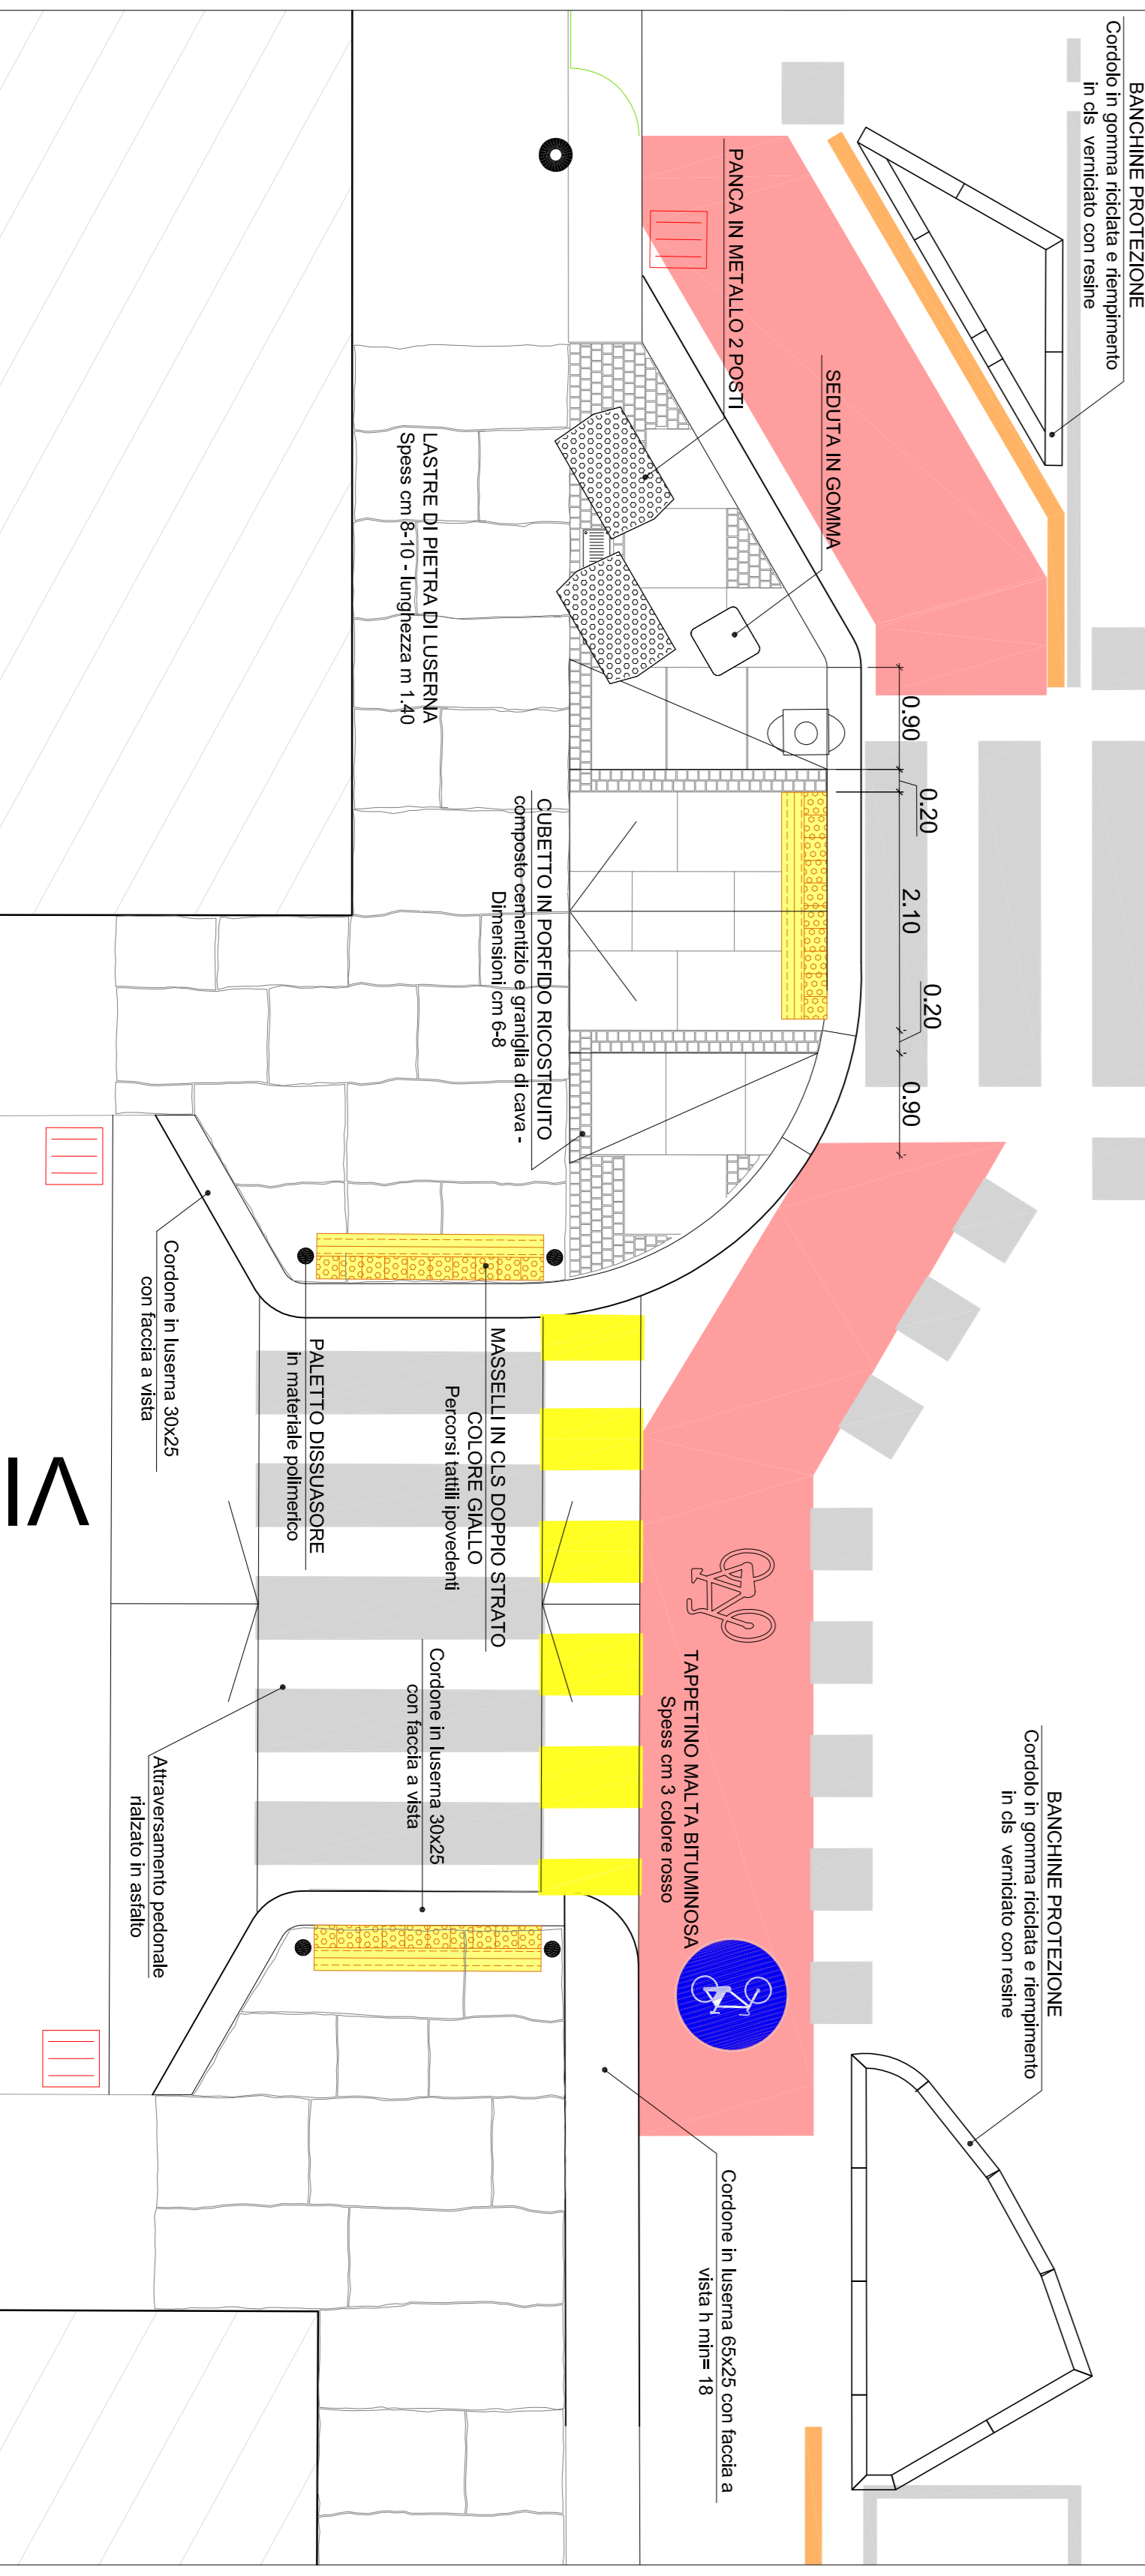 BANCHINE PROTEZIONE
Cordolo in gomma riciclata e riempimento
in cls verniciato con resine
PANCA IN METALLO 2 POSTI
SEDUTA IN GOMMA
LASTRE DI PIETRA DI LUSERNA
Spess cm 8-10 - lunghezza m 1.40
0.90
0.20
2.10
0.20
0.90
CUBETTO IN PORFIDO RICOSTRUITO
composto cementizio e graniglia di cava -
Dimensioni cm 6-8
Cordone in luserna 30x25
con faccia a vista
PALETTO DISSUASORE
in materiale polimerico
MASSELLI IN CLS DOPPIO STRATO
COLORE GIALLO
Percorsi tattili ipovedenti
VI
Cordone in luserna 30x25
con faccia a vista
Attraversamento pedonale
rialzato in asfalto
TAPPETINO MALTA BITUMINOSA
Spess cm 3 colore rosso
BANCHINE PROTEZIONE
Cordolo in gomma riciclata e riempimento
in cls verniciato con resine
Cordone in luserna 65x25 con faccia a
vista h min= 18